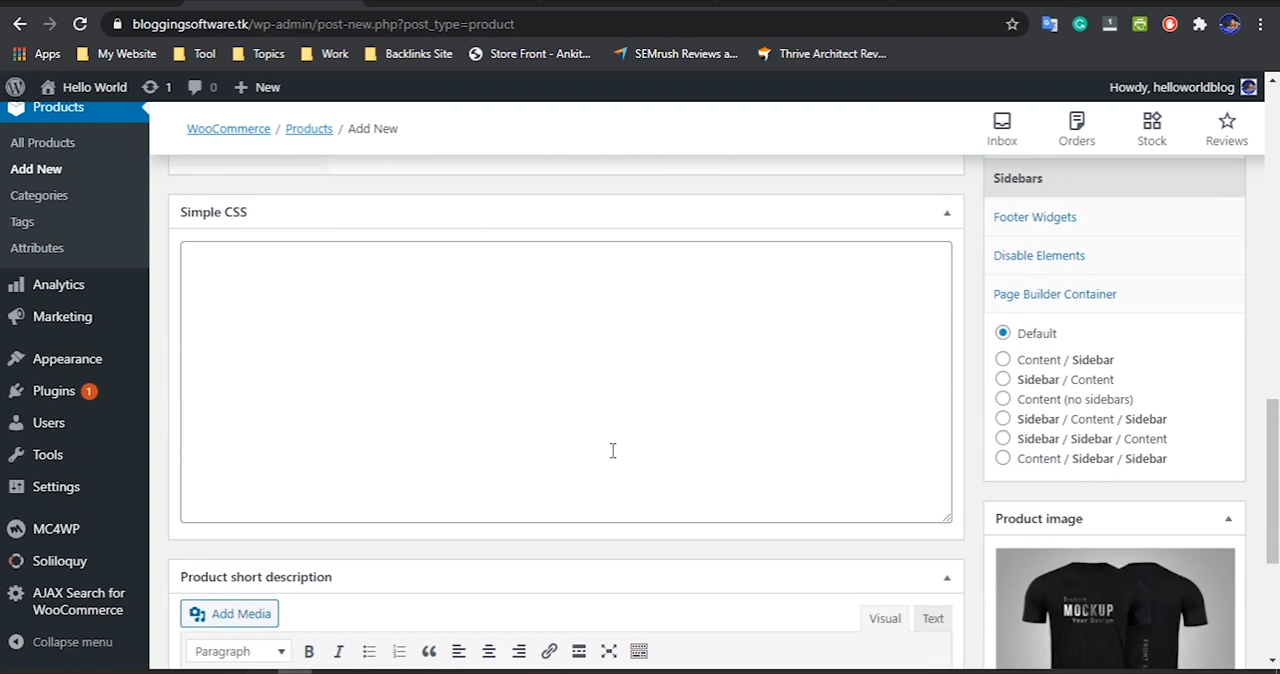 bloggingsoftware.tk/wp-admin/post-new.php?post_type=product
Apps My Website Tool Topics Work Backlinks Site Store Front - Ankit... SEMrush Reviews a... Thrive Architect Rev...
Hello World 1 0 New Howdy, helloworldblog
Products
All Products
Add New
Categories
Tags
Attributes
Analytics
Marketing
Appearance
Plugins 1
Users
Tools
Settings
MC4WP
Soliloquy
AJAX Search for
WooCommerce
Collapse menu
WooCommerce / Products / Add New
Inbox Orders Stock Reviews
Simple CSS
Product short description
Add Media
Visual Text
Paragraph B I
Sidebars
Footer Widgets
Disable Elements
Page Builder Container
Default
Content / Sidebar
Sidebar / Content
Content (no sidebars)
Sidebar / Content / Sidebar
Sidebar / Sidebar / Content
Content / Sidebar / Sidebar
Product image
T-shirt
MOCKUP
Your Design